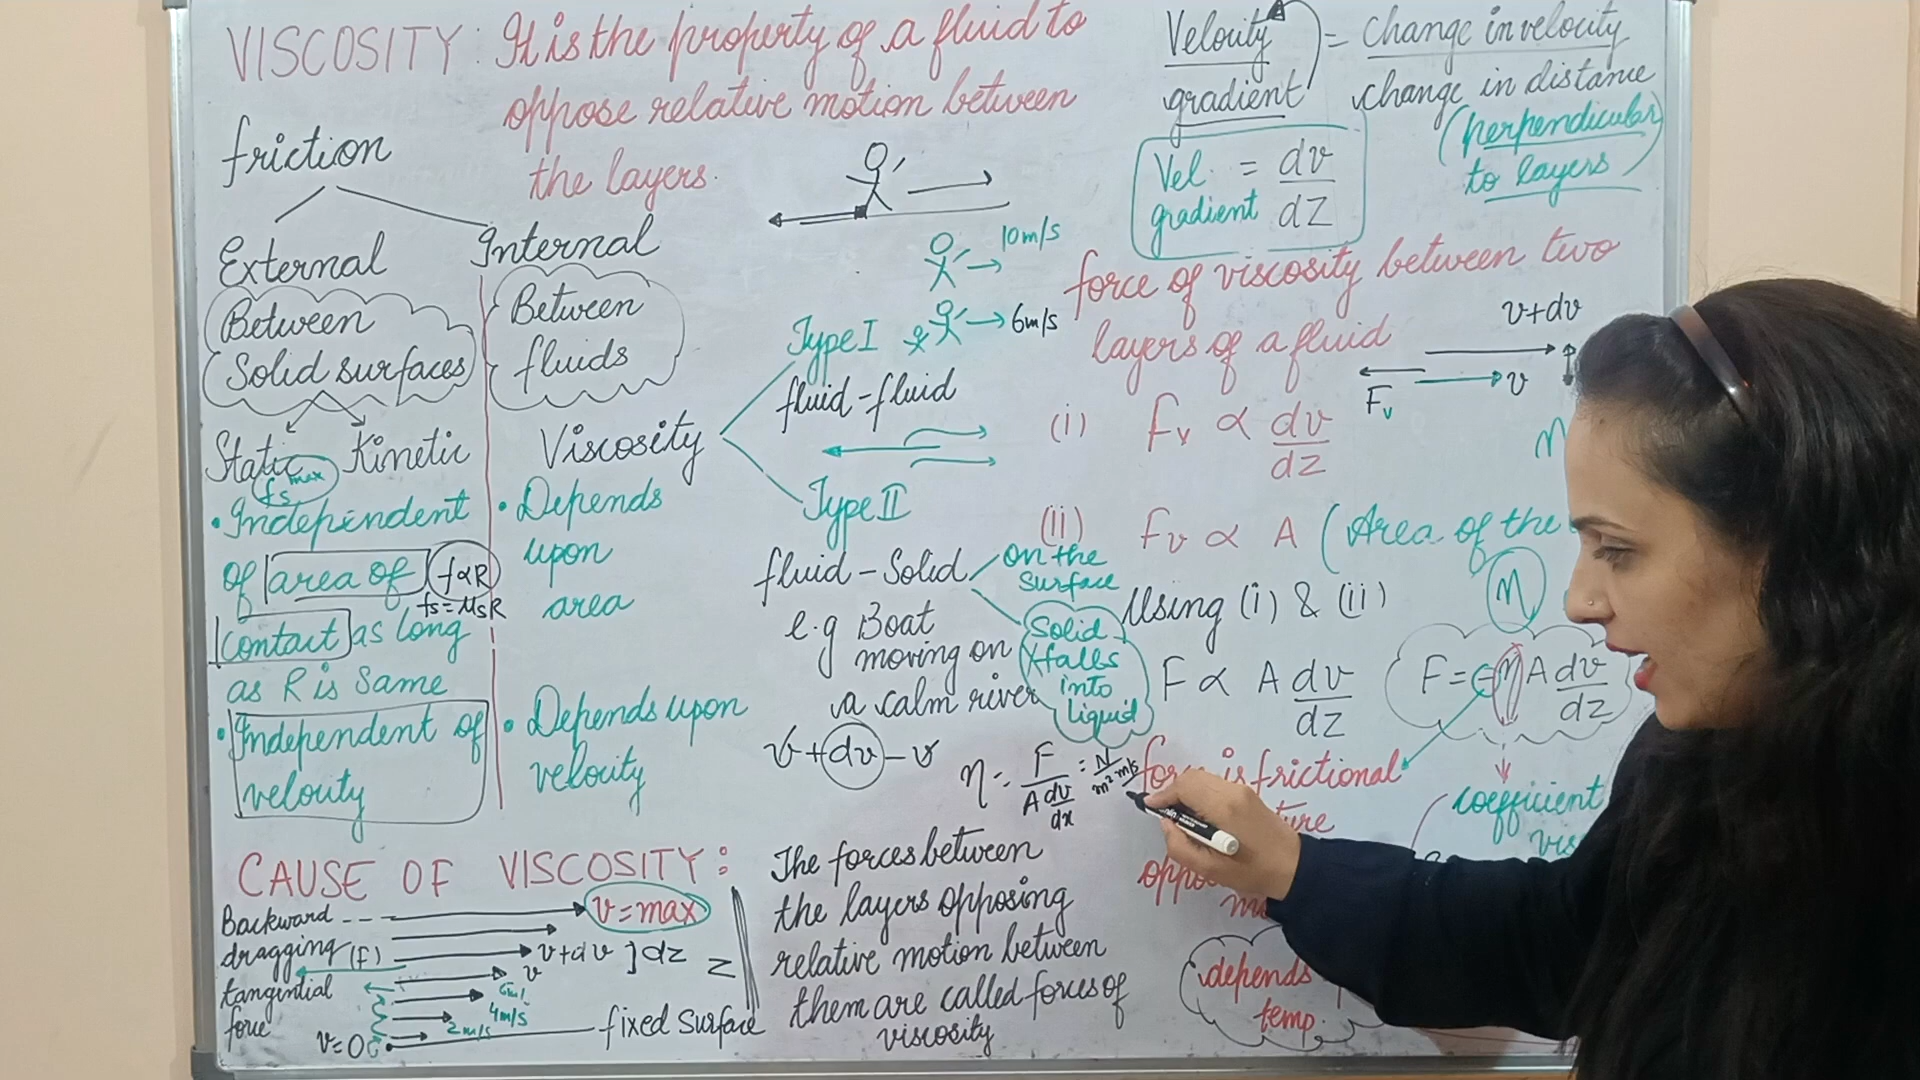 VISCOSITY: It is the property of a fluid to
oppose relative motion between
the layers.
friction
External
Internal
Between
Solid surfaces
Between
fluids
Static Kinetic
fs max
Viscosity
• Independent
of area of
f∝R
fs=μsR
contact as long
as R is same
• Independent of
velouity
• Depends
upon
area
• Depends upon
velouity
10m/s
6m/s
Type I
fluid-fluid
Type II
fluid-Solid
on the
surface
Solid
falls
into
liquid
e.g Boat
moving on
a calm river
v+dv-v
η = F / A dv/dx = N / m² m/s
Velouity
gradient
= change in velocity
change in distance
(perpendicular
to layers)
Vel. gradient = dv/dZ
force of viscosity between two
layers of a fluid
v+dv
v
Fv
(i) Fv ∝ dv/dz
η
(ii) Fv ∝ A (Area of the
η
Using (i) & (ii)
F ∝ A dv/dz
F=-ηA dv/dz
force is frictional
coefficient
depends
temp.
CAUSE OF VISCOSITY:
Backward
dragging (F)
tangential
force
v=max
v+dv ]dz
v
Z
4m/s
2m/s
v=0
fixed surface
The forces between
the layers opposing
relative motion between
them are called forces of
viscosity